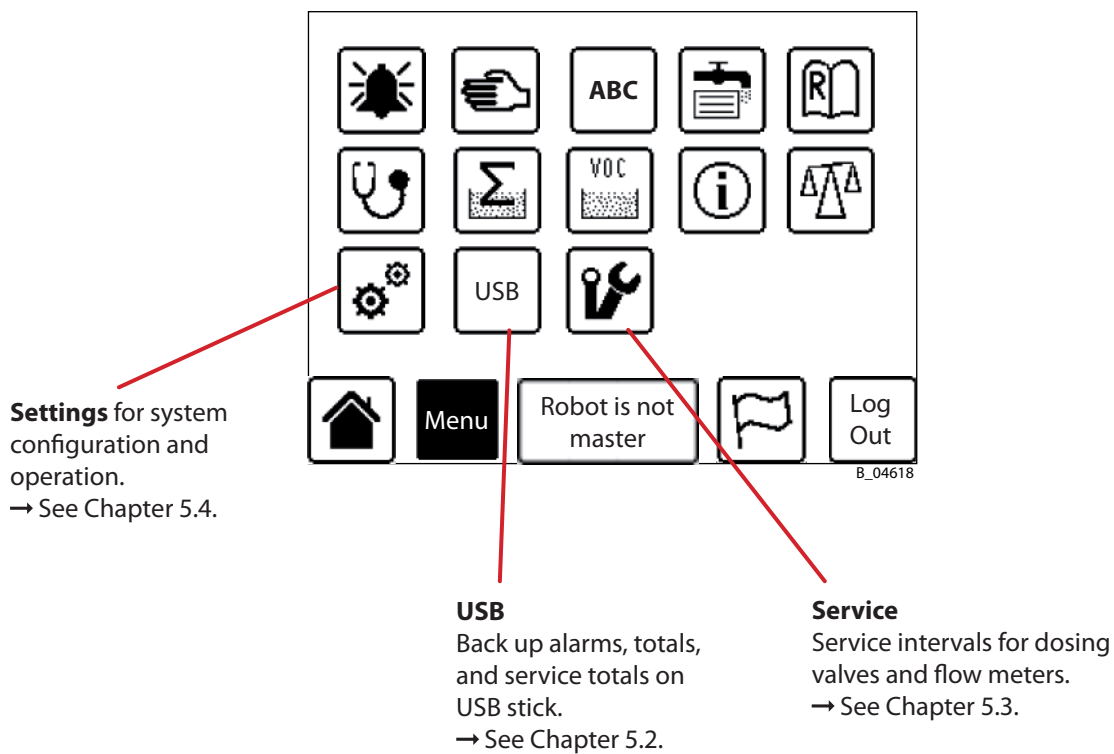 ABC
R
Σ
VOC
i
USB
Menu
Robot is not
master
Log
Out
B_04618
Settings for system
configuration and
operation.
→ See Chapter 5.4.
USB
Back up alarms, totals,
and service totals on
USB stick.
→ See Chapter 5.2.
Service
Service intervals for dosing
valves and flow meters.
→ See Chapter 5.3.